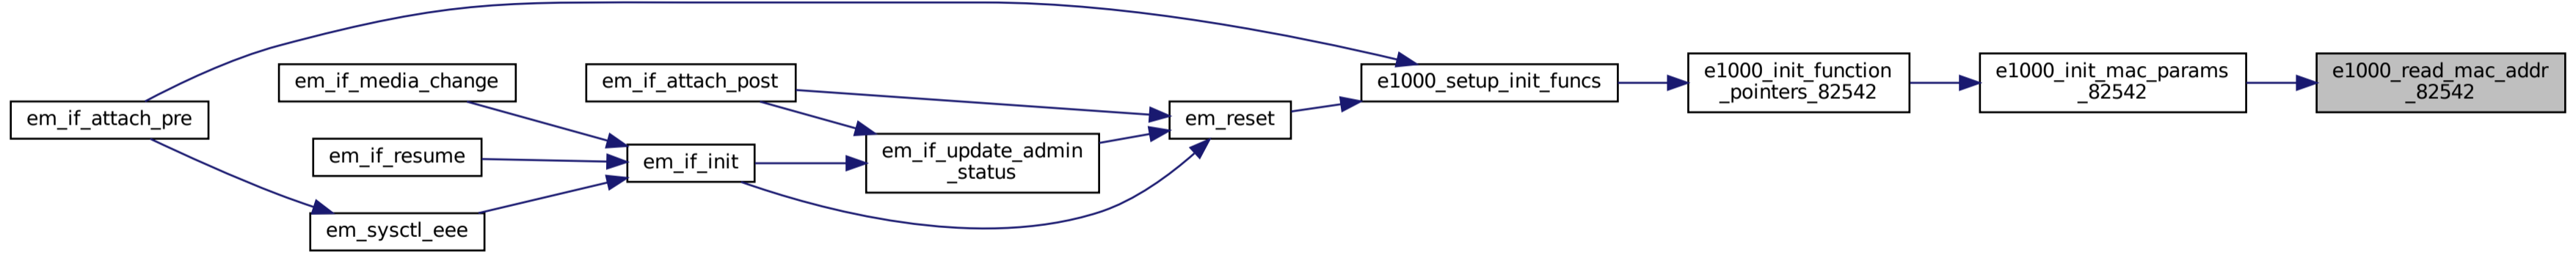 em_if_attach_pre
em_if_media_change
em_if_resume
em_sysctl_eee
em_if_attach_post
em_if_init
em_if_update_admin
_status
em_reset
e1000_setup_init_funcs
e1000_init_function
_pointers_82542
e1000_init_mac_params
_82542
e1000_read_mac_addr
_82542